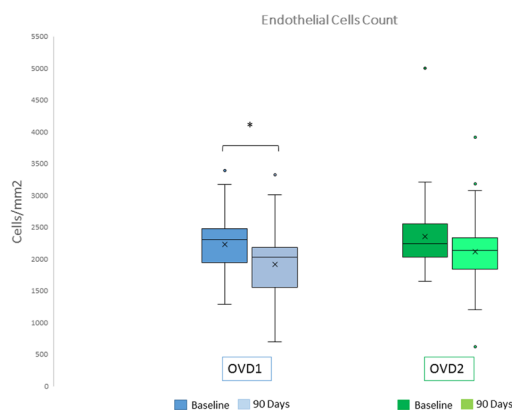 Endothelial Cells Count
5500
5000
4500
4000
3500
3000
2500
2000
1500
1000
500
0
Cells/mm2
*
OVD1
OVD2
Baseline
90 Days
Baseline
90 Days